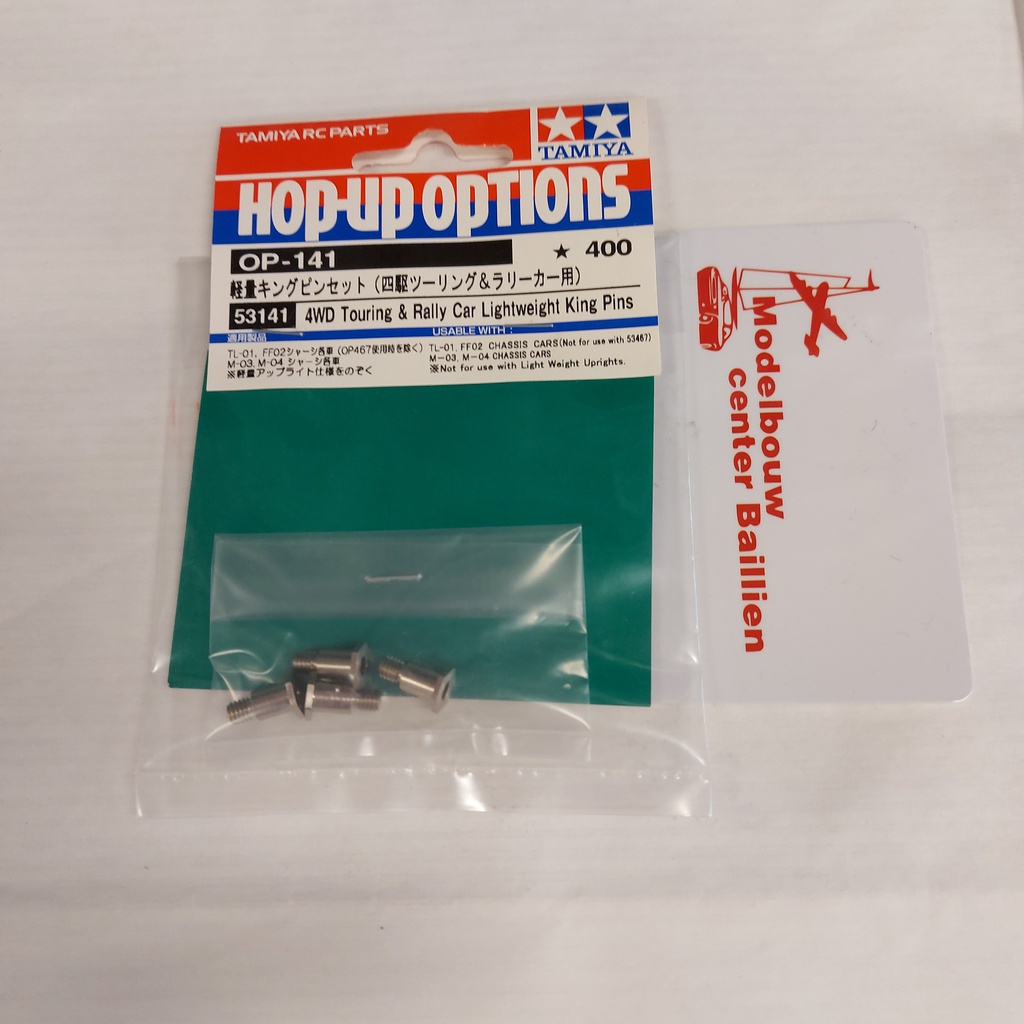 TAMIYA RC PARTS
TAMIYA
HOP-UP OPTIONS
OP-141
★ 400
軽量キングピンセット（四駆ツーリング&ラリーカー用）
53141 4WD Touring & Rally Car Lightweight King Pins
適用製品
USABLE WITH :
TL-01, FF02シャーシ各車（OP467使用時を除く）
M-03, M-04 シャーシ各車
※軽量アップライト仕様をのぞく
TL-01, FF02 CHASSIS CARS(Not for use with 53467)
M-03, M-04 CHASSIS CARS
※Not for use with Light Weight Uprights.
Modelbouw
center Baillien